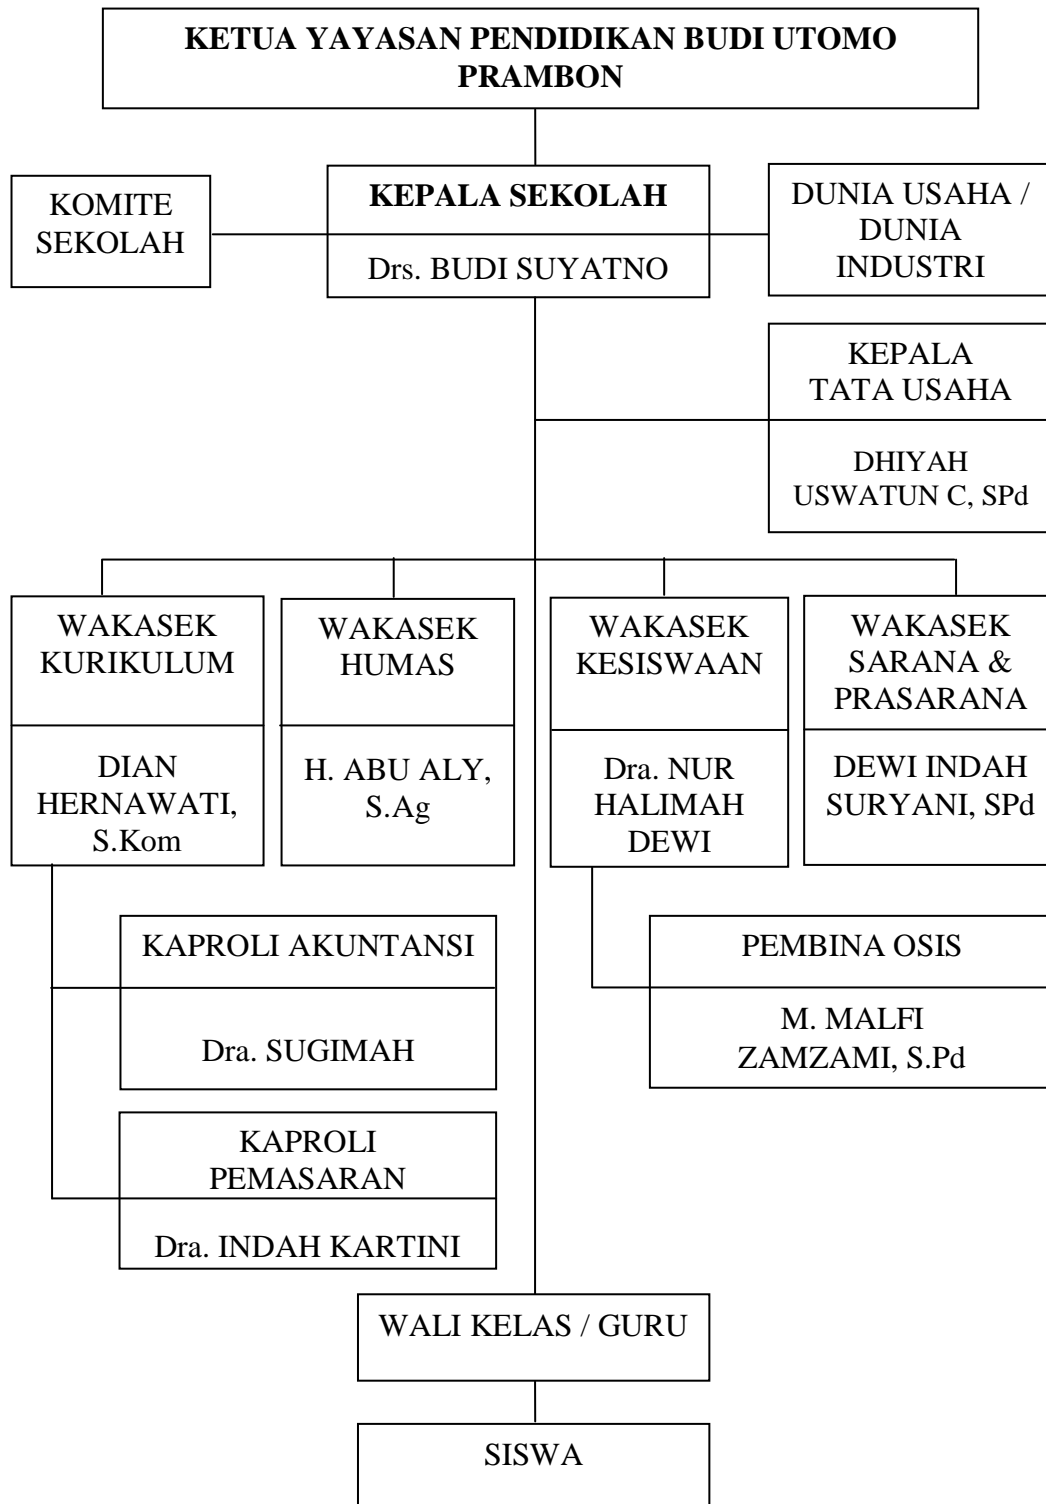 KETUA YAYASAN PENDIDIKAN BUDI UTOMO
PRAMBON
KOMITE
SEKOLAH
KEPALA SEKOLAH
Drs. BUDI SUYATNO
DUNIA USAHA /
DUNIA
INDUSTRI
KEPALA
TATA USAHA
DHIYAH
USWATUN C, SPd
WAKASEK
KURIKULUM
DIAN
HERNAWATI,
S.Kom
WAKASEK
HUMAS
H. ABU ALY,
S.Ag
WAKASEK
KESISWAAN
Dra. NUR
HALIMAH
DEWI
WAKASEK
SARANA &
PRASARANA
DEWI INDAH
SURYANI, SPd
KAPROLI AKUNTANSI
Dra. SUGIMAH
PEMBINA OSIS
M. MALFI
ZAMZAMI, S.Pd
KAPROLI
PEMASARAN
Dra. INDAH KARTINI
WALI KELAS / GURU
SISWA